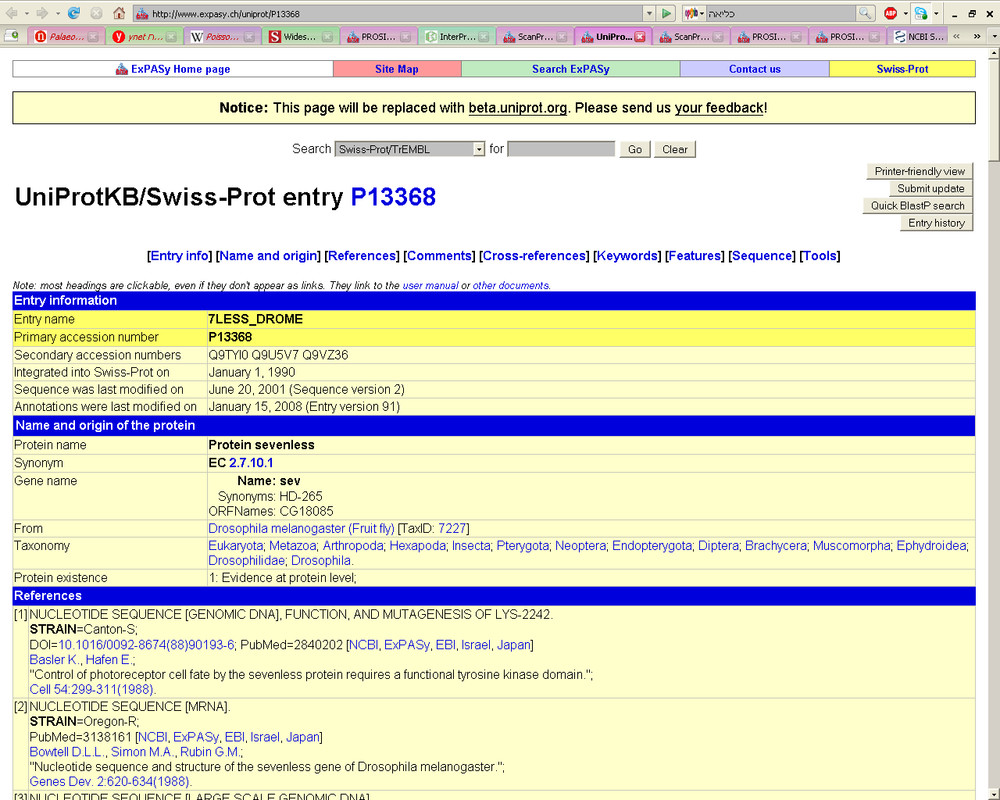 http://www.expasy.ch/uniprot/P13368
כליאה
ABP
Palaeo...
ynet ח...
Poisso...
Wides...
PROSI...
InterPr...
ScanPr...
UniPro...
ScanPr...
PROSI...
PROSI...
NCBI S...
ExPASy Home page
Site Map
Search ExPASy
Contact us
Swiss-Prot
Notice: This page will be replaced with beta.uniprot.org. Please send us your feedback!
Search Swiss-Prot/TrEMBL for Go Clear
Printer-friendly view
Submit update
Quick BlastP search
Entry history
UniProtKB/Swiss-Prot entry P13368
[Entry info] [Name and origin] [References] [Comments] [Cross-references] [Keywords] [Features] [Sequence] [Tools]
Note: most headings are clickable, even if they don't appear as links. They link to the user manual or other documents.
Entry information
Entry name 7LESS_DROME
Primary accession number P13368
Secondary accession numbers Q9TYI0 Q9U5V7 Q9VZ36
Integrated into Swiss-Prot on January 1, 1990
Sequence was last modified on June 20, 2001 (Sequence version 2)
Annotations were last modified on January 15, 2008 (Entry version 91)
Name and origin of the protein
Protein name Protein sevenless
Synonym EC 2.7.10.1
Gene name Name: sev
Synonyms: HD-265
ORFNames: CG18085
From Drosophila melanogaster (Fruit fly) [TaxID: 7227]
Taxonomy Eukaryota; Metazoa; Arthropoda; Hexapoda; Insecta; Pterygota; Neoptera; Endopterygota; Diptera; Brachycera; Muscomorpha; Ephydroidea;
Drosophilidae; Drosophila.
Protein existence 1: Evidence at protein level;
References
[1] NUCLEOTIDE SEQUENCE [GENOMIC DNA], FUNCTION, AND MUTAGENESIS OF LYS-2242.
STRAIN=Canton-S;
DOI=10.1016/0092-8674(88)90193-6; PubMed=2840202 [NCBI, ExPASy, EBI, Israel, Japan]
Basler K., Hafen E.;
"Control of photoreceptor cell fate by the sevenless protein requires a functional tyrosine kinase domain.";
Cell 54:299-311(1988).
[2] NUCLEOTIDE SEQUENCE [MRNA].
STRAIN=Oregon-R;
PubMed=3138161 [NCBI, ExPASy, EBI, Israel, Japan]
Bowtell D.L.L., Simon M.A., Rubin G.M.;
"Nucleotide sequence and structure of the sevenless gene of Drosophila melanogaster.";
Genes Dev. 2:620-634(1988).
[3] NUCLEOTIDE SEQUENCE [LARGE SCALE GENOMIC DNA].